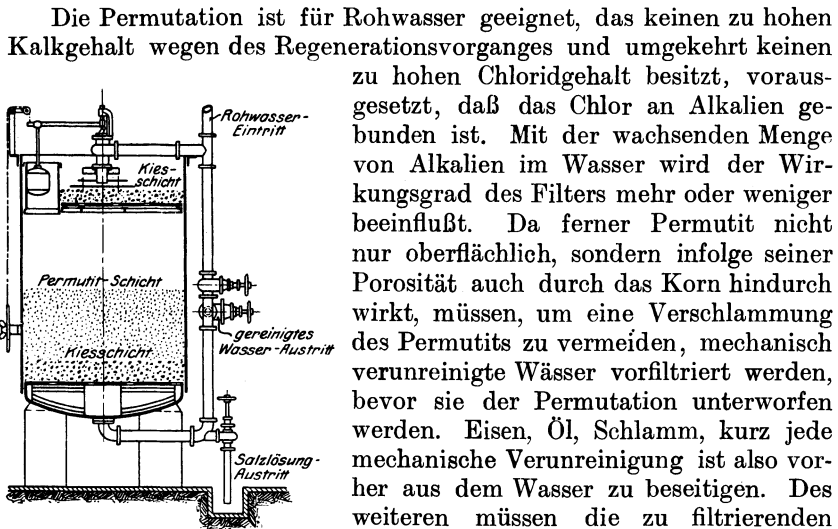 Die Permutation ist für Rohwasser geeignet, das keinen zu hohen
Kalkgehalt wegen des Regenerationsvorganges und umgekehrt keinen
zu hohen Chloridgehalt besitzt, voraus-
gesetzt, daß das Chlor an Alkalien ge-
bunden ist. Mit der wachsenden Menge
von Alkalien im Wasser wird der Wir-
kungsgrad des Filters mehr oder weniger
beeinflußt. Da ferner Permutit nicht
nur oberflächlich, sondern infolge seiner
Porosität auch durch das Korn hindurch
wirkt, müssen, um eine Verschlammung
des Permutits zu vermeiden, mechanisch
verunreinigte Wässer vorfiltriert werden,
bevor sie der Permutation unterworfen
werden. Eisen, Öl, Schlamm, kurz jede
mechanische Verunreinigung ist also vor-
her aus dem Wasser zu beseitigen. Des
weiteren müssen die zu filtrierenden
Rohwasser-
Eintritt
Kies-
schicht
Permutit-Schicht
gereinigtes
Wasser-Austritt
Kiesschicht
Salzlösung-
Austritt